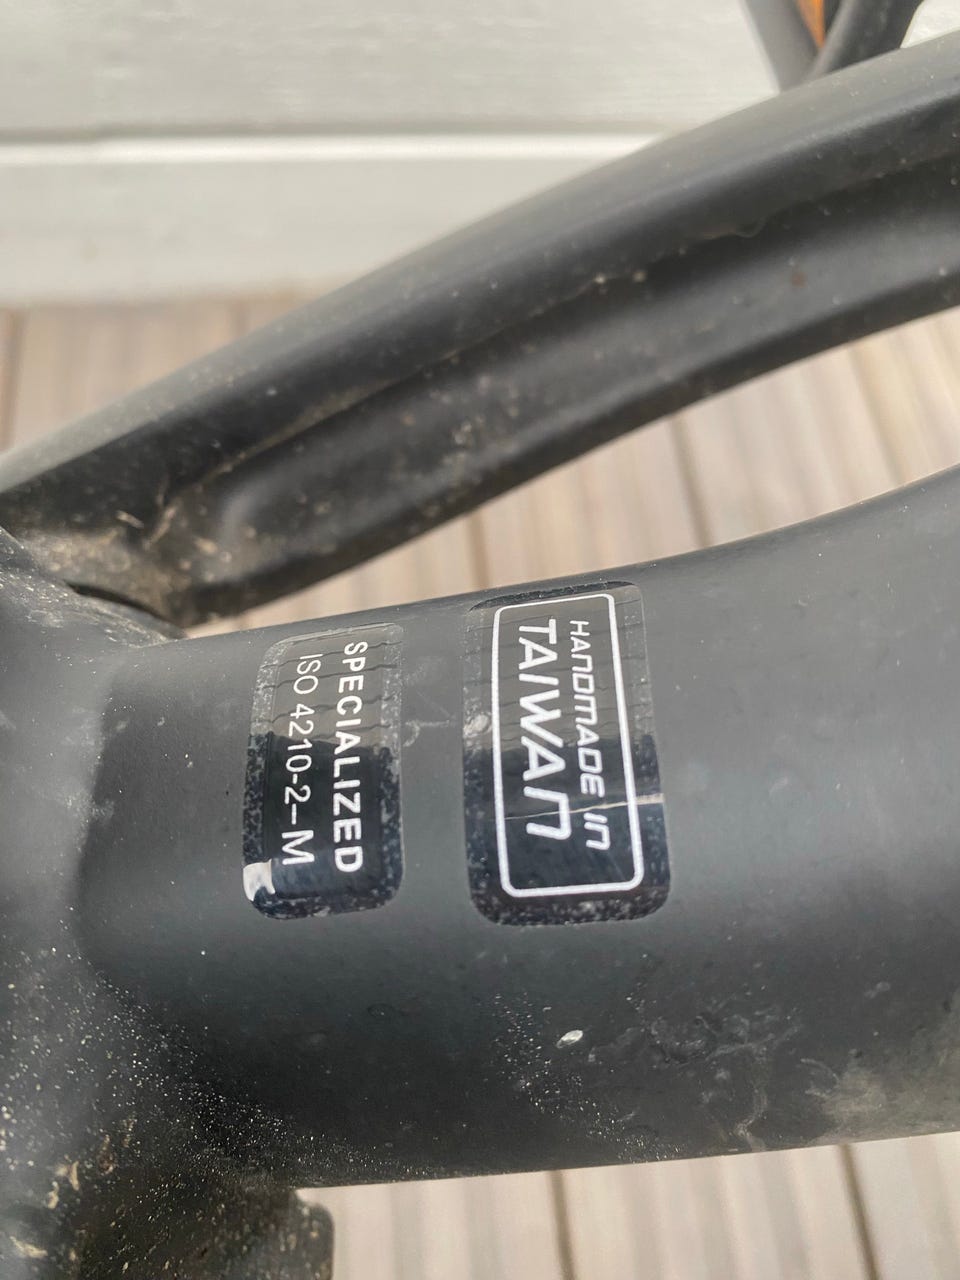 SPECIALIZED
ISO 4210-2–M
HANDMADE IN
TAIWAN